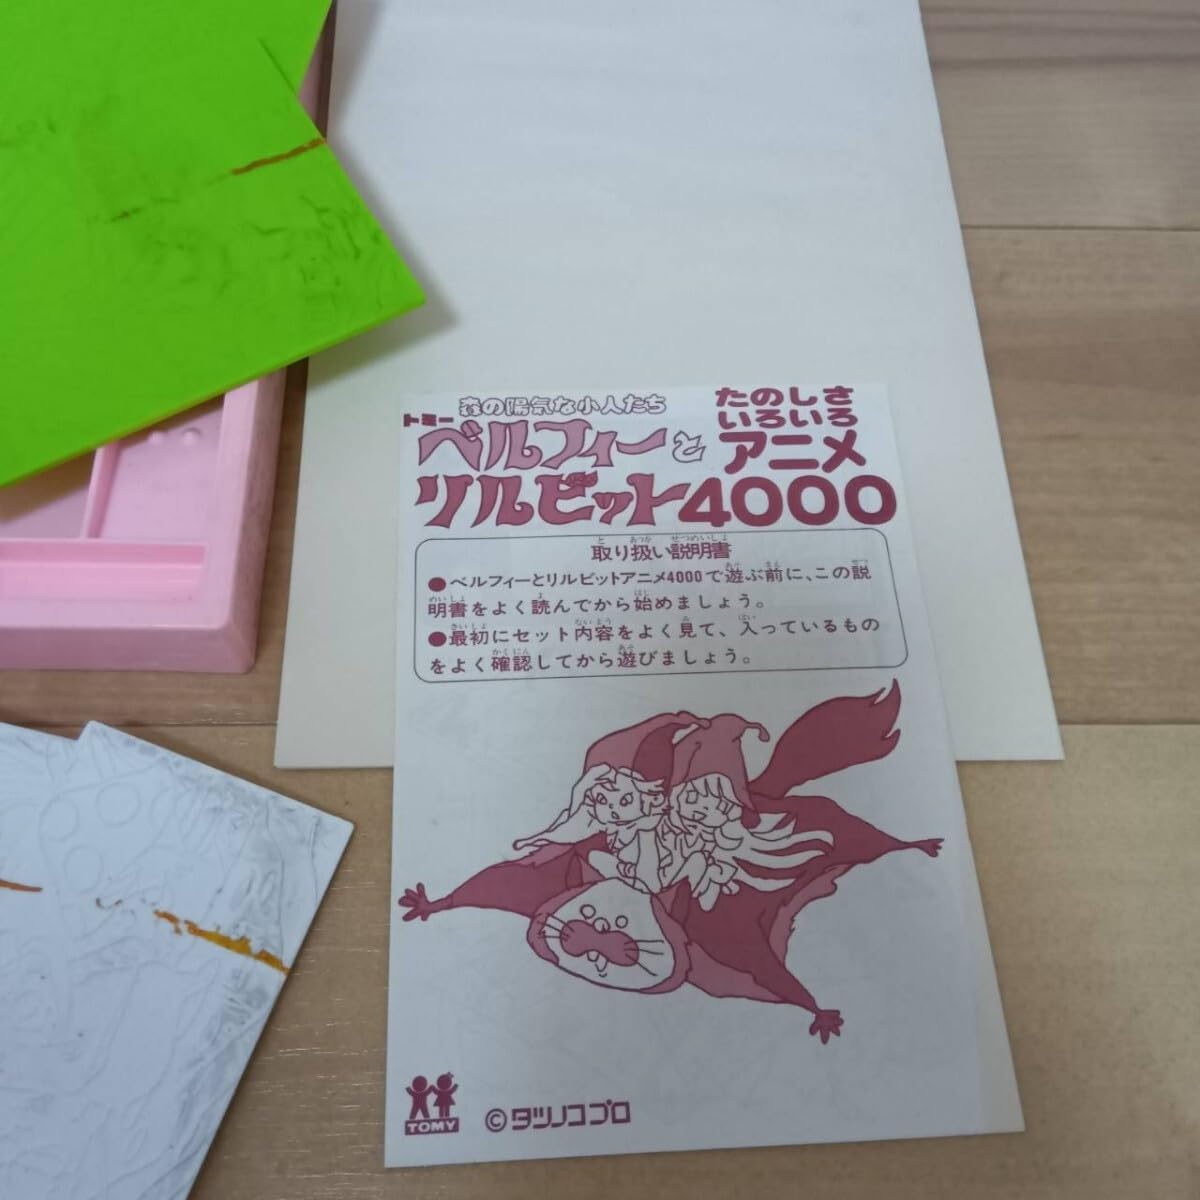 森の陽気な小人たち
トミー
ベルフィーと
リルビット
たのしさ
いろいろ
アニメ
4000
取り扱い説明書
●ベルフィーとリルビットアニメ4000で遊ぶ前に、この説
明書をよく読んでから始めましょう。
●最初にセット内容をよく見て、入っているもの
をよく確認してから遊びましょう。
TOMY
©タツノコプロ